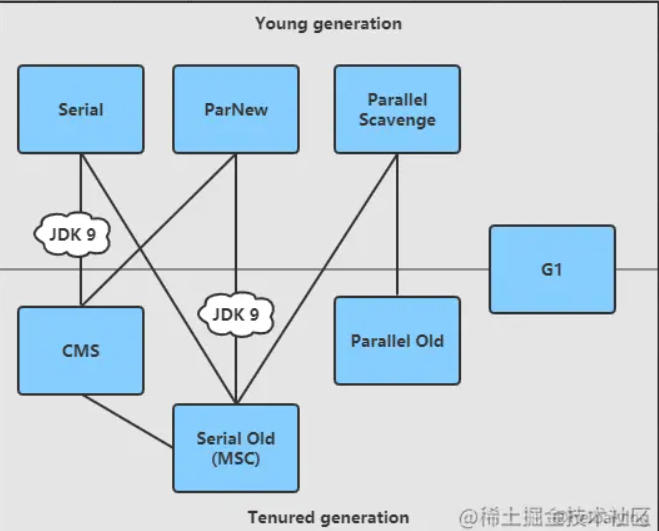 Young generation
Serial
ParNew
Parallel
Scavenge
JDK 9
G1
JDK 9
CMS
Parallel Old
Serial Old
(MSC)
Tenured generation
@稀土掘金技术社区